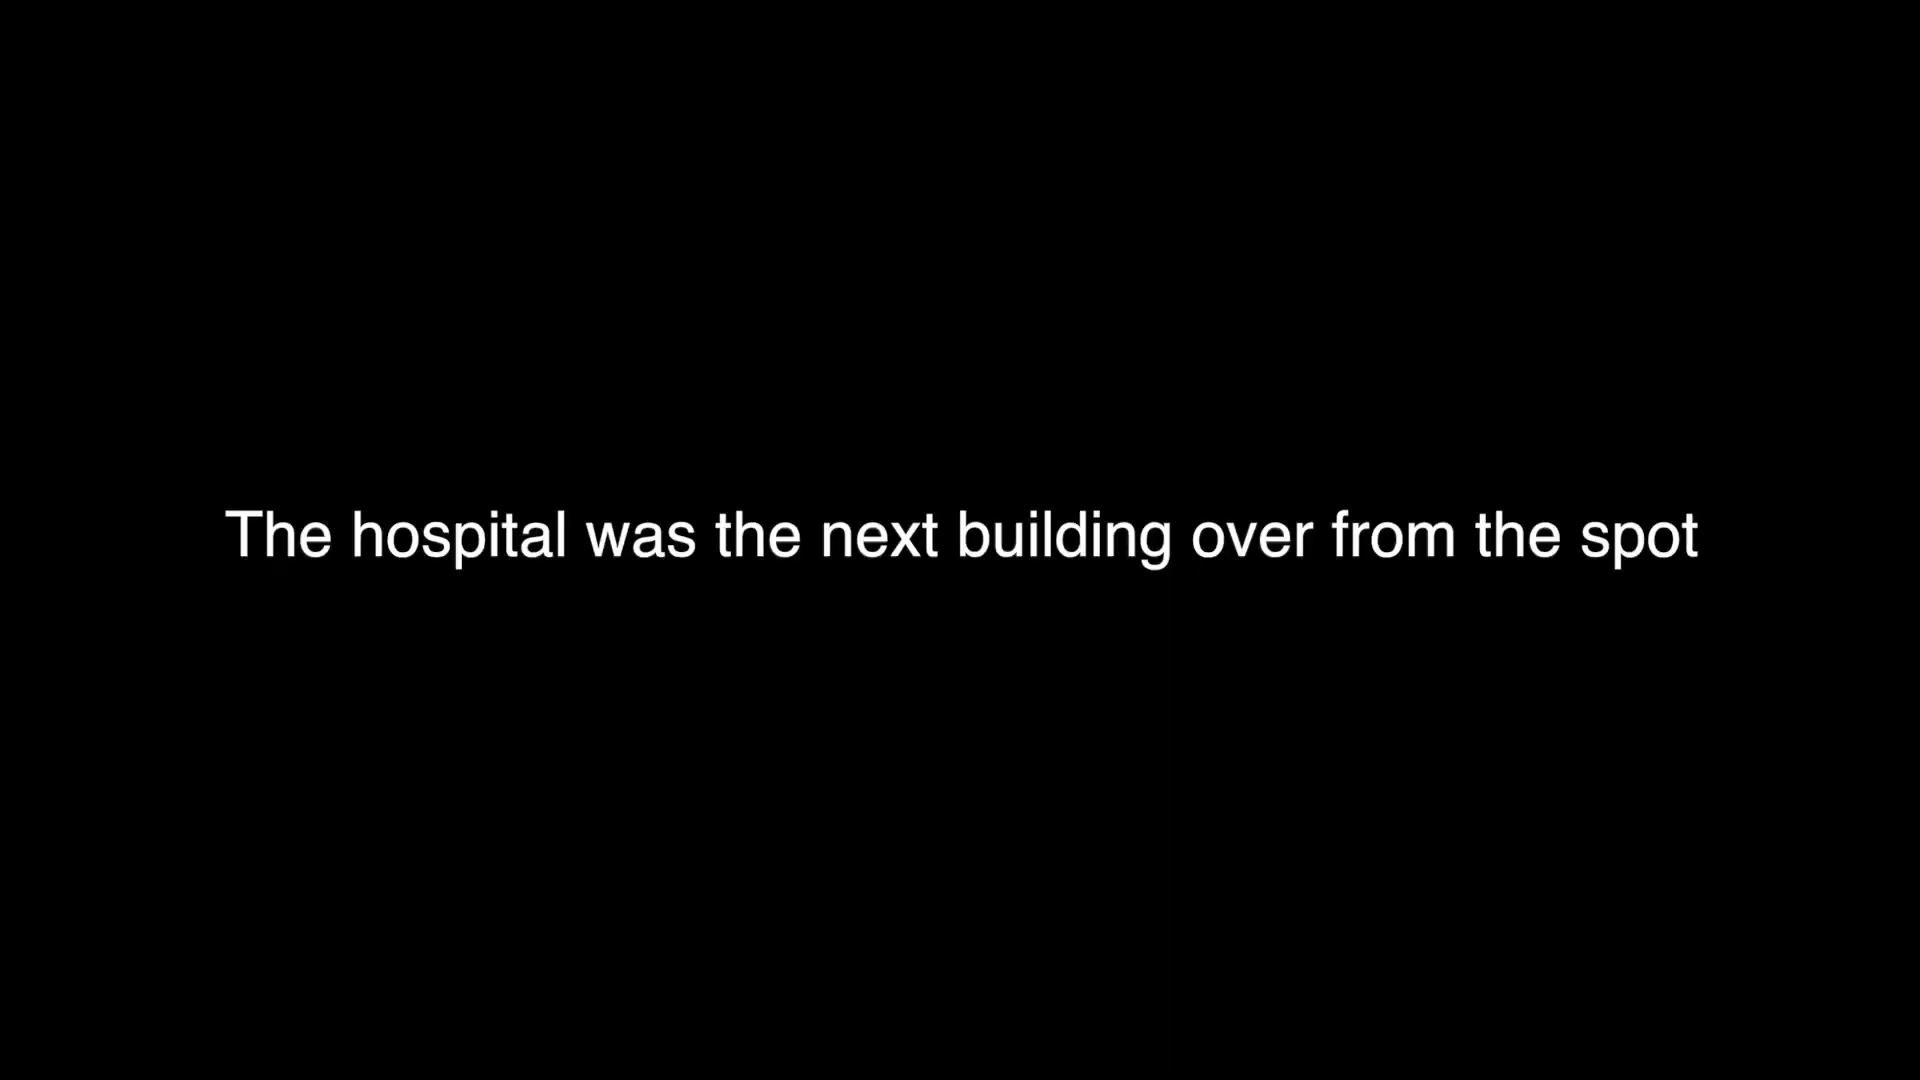 The hospital was the next building over from the spot